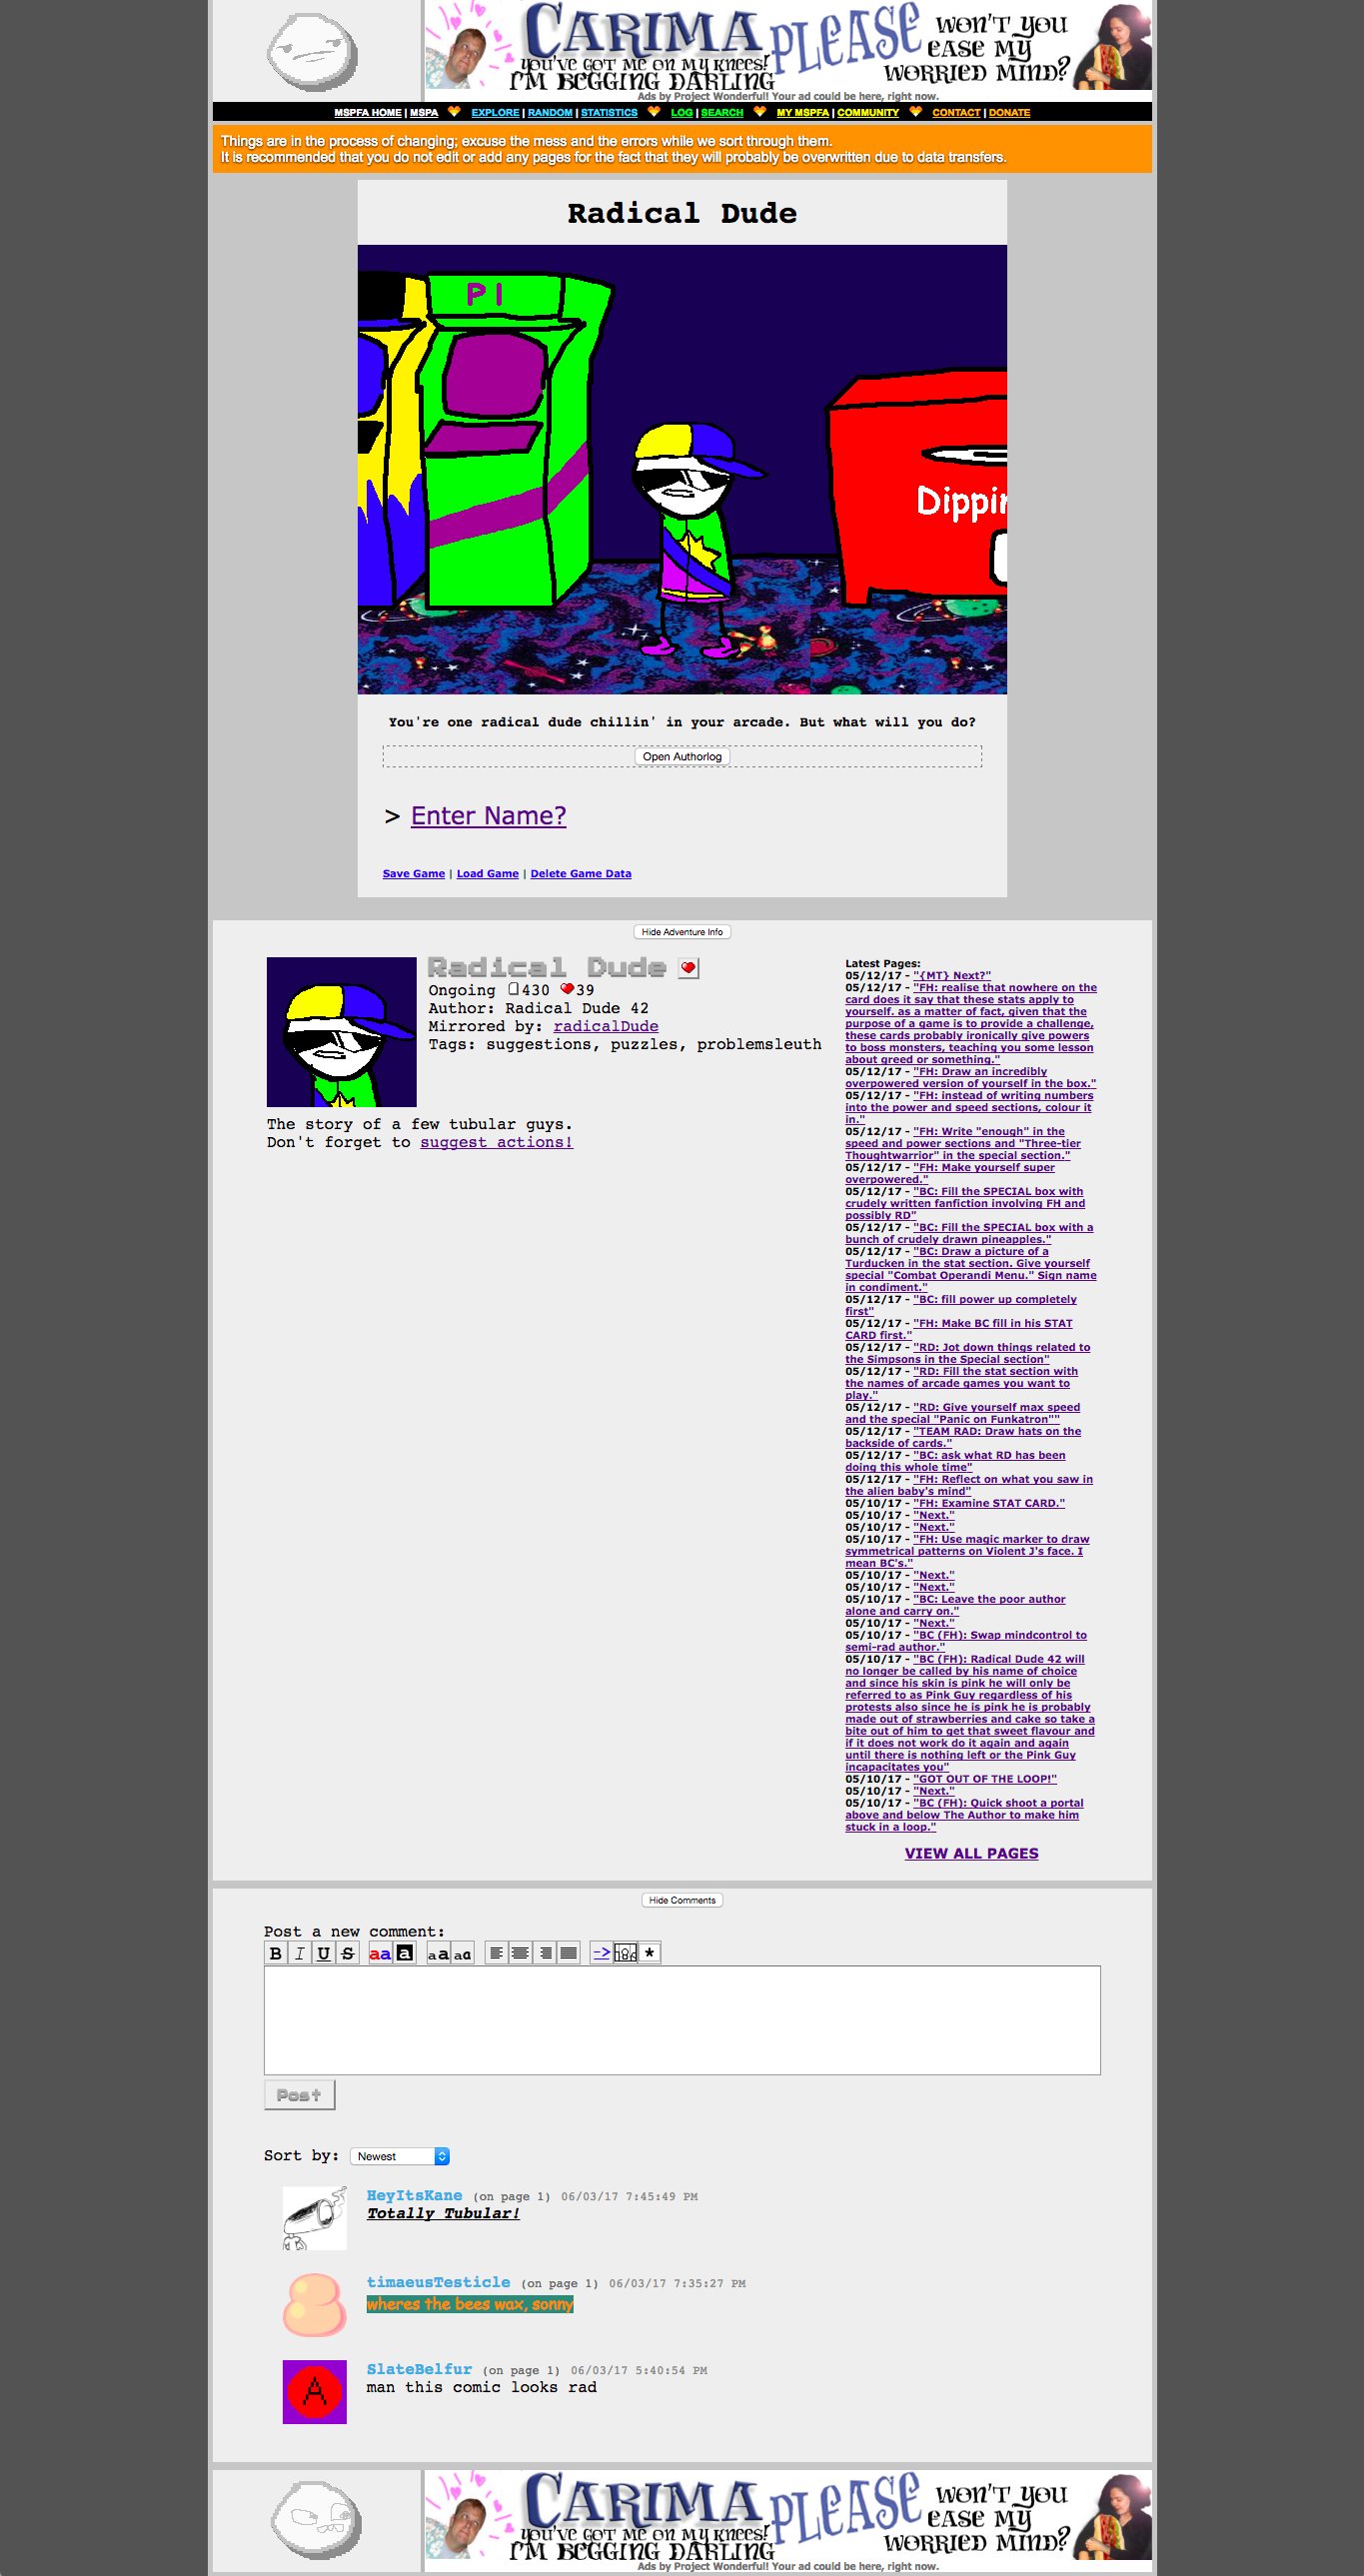 CARIMA PLEASE WON'T YOU EASE MY WORRIED MIND?
YOU'VE GOT ME ON MY KNEES!
I'M BEGGING DARLING
Ads by Project Wonderful! Your ad could be here, right now.
MSPFA HOME | MSPA EXPLORE | RANDOM | STATISTICS LOG | SEARCH MY MSPFA | COMMUNITY CONTACT | DONATE
Things are in the process of changing; excuse the mess and the errors while we sort through them.
It is recommended that you do not edit or add any pages for the fact that they will probably be overwritten due to data transfers.
Radical Dude
P1
Dippin
You're one radical dude chillin' in your arcade. But what will you do?
Open Authorlog
> Enter Name?
Save Game | Load Game | Delete Game Data
Hide Adventure Info
Radical Dude
Ongoing 430 39
Author: Radical Dude 42
Mirrored by: radicalDude
Tags: suggestions, puzzles, problemsleuth
The story of a few tubular guys.
Don't forget to suggest actions!
Latest Pages:
05/12/17 - "{MT} Next?"
05/12/17 - "FH: realise that nowhere on the
card does it say that these stats apply to
yourself. as a matter of fact, given that the
purpose of a game is to provide a challenge,
these cards probably ironically give powers
to boss monsters, teaching you some lesson
about greed or something."
05/12/17 - "FH: Draw an incredibly
overpowered version of yourself in the box."
05/12/17 - "FH: instead of writing numbers
into the power and speed sections, colour it
in."
05/12/17 - "FH: Write "enough" in the
speed and power sections and "Three-tier
Thoughtwarrior" in the special section."
05/12/17 - "FH: Make yourself super
overpowered."
05/12/17 - "BC: Fill the SPECIAL box with
crudely written fanfiction involving FH and
possibly RD"
05/12/17 - "BC: Fill the SPECIAL box with a
bunch of crudely drawn pineapples."
05/12/17 - "BC: Draw a picture of a
Turducken in the stat section. Give yourself
special "Combat Operandi Menu." Sign name
in condiment."
05/12/17 - "BC: fill power up completely
first"
05/12/17 - "FH: Make BC fill in his STAT
CARD first."
05/12/17 - "RD: Jot down things related to
the Simpsons in the Special section"
05/12/17 - "RD: Fill the stat section with
the names of arcade games you want to
play."
05/12/17 - "RD: Give yourself max speed
and the special "Panic on Funkatron""
05/12/17 - "TEAM RAD: Draw hats on the
backside of cards."
05/12/17 - "BC: ask what RD has been
doing this whole time"
05/12/17 - "FH: Reflect on what you saw in
the alien baby's mind"
05/10/17 - "FH: Examine STAT CARD."
05/10/17 - "Next."
05/10/17 - "Next."
05/10/17 - "FH: Use magic marker to draw
symmetrical patterns on Violent J's face. I
mean BC's."
05/10/17 - "Next."
05/10/17 - "Next."
05/10/17 - "BC: Leave the poor author
alone and carry on."
05/10/17 - "Next."
05/10/17 - "BC (FH): Swap mindcontrol to
semi-rad author."
05/10/17 - "BC (FH): Radical Dude 42 will
no longer be called by his name of choice
and since his skin is pink he will only be
referred to as Pink Guy regardless of his
protests also since he is pink he is probably
made out of strawberries and cake so take a
bite out of him to get that sweet flavour and
if it does not work do it again and again
until there is nothing left or the Pink Guy
incapacitates you"
05/10/17 - "GOT OUT OF THE LOOP!"
05/10/17 - "Next."
05/10/17 - "BC (FH): Quick shoot a portal
above and below The Author to make him
stuck in a loop."
VIEW ALL PAGES
Hide Comments
Post a new comment:
B I U S aa a aa aa -> *
Post
Sort by: Newest
HeyItsKane (on page 1) 06/03/17 7:45:49 PM
Totally Tubular!
timaeusTesticle (on page 1) 06/03/17 7:35:27 PM
wheres the bees wax, sonny
A
SlateBelfur (on page 1) 06/03/17 5:40:54 PM
man this comic looks rad
CARIMA PLEASE WON'T YOU EASE MY WORRIED MIND?
YOU'VE GOT ME ON MY KNEES!
I'M BEGGING DARLING
Ads by Project Wonderful! Your ad could be here, right now.